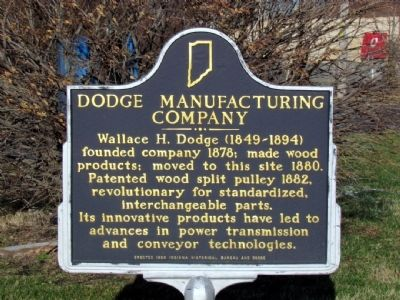 DODGE MANUFACTURING
COMPANY
Wallace H. Dodge (1849-1894)
founded company 1878; made wood
products; moved to this site 1880.
Patented wood split pulley 1882,
revolutionary for standardized,
interchangeable parts.
Its innovative products have led to
advances in power transmission
and conveyor technologies.
ERECTED INDIANA HISTORICAL BUREAU AND